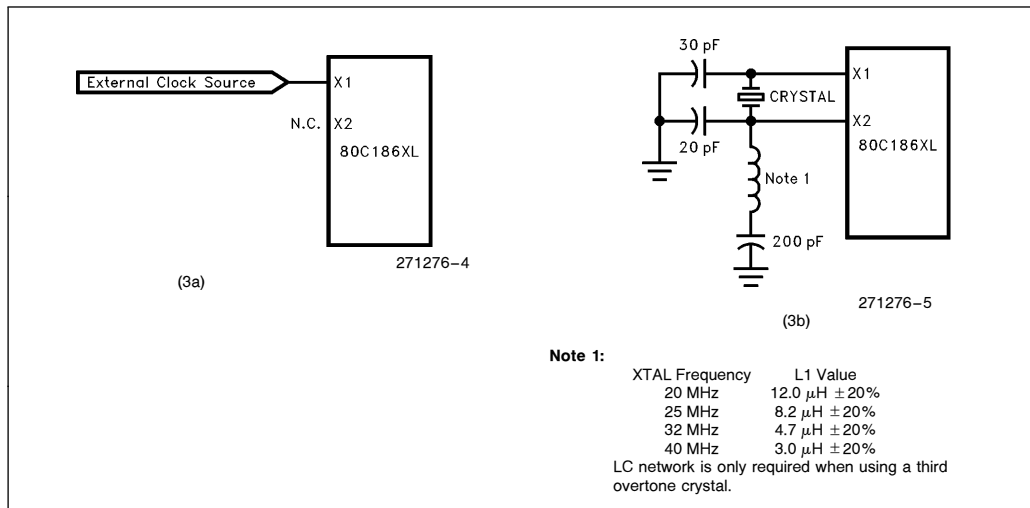 External Clock Source
X1
N.C.
X2
80C186XL
271276-4
(3a)
30 pF
X1
CRYSTAL
X2
20 pF
80C186XL
Note 1
200 pF
271276-5
(3b)
Note 1:
XTAL Frequency L1 Value
20 MHz 12.0 μH ±20%
25 MHz 8.2 μH ±20%
32 MHz 4.7 μH ±20%
40 MHz 3.0 μH ±20%
LC network is only required when using a third
overtone crystal.